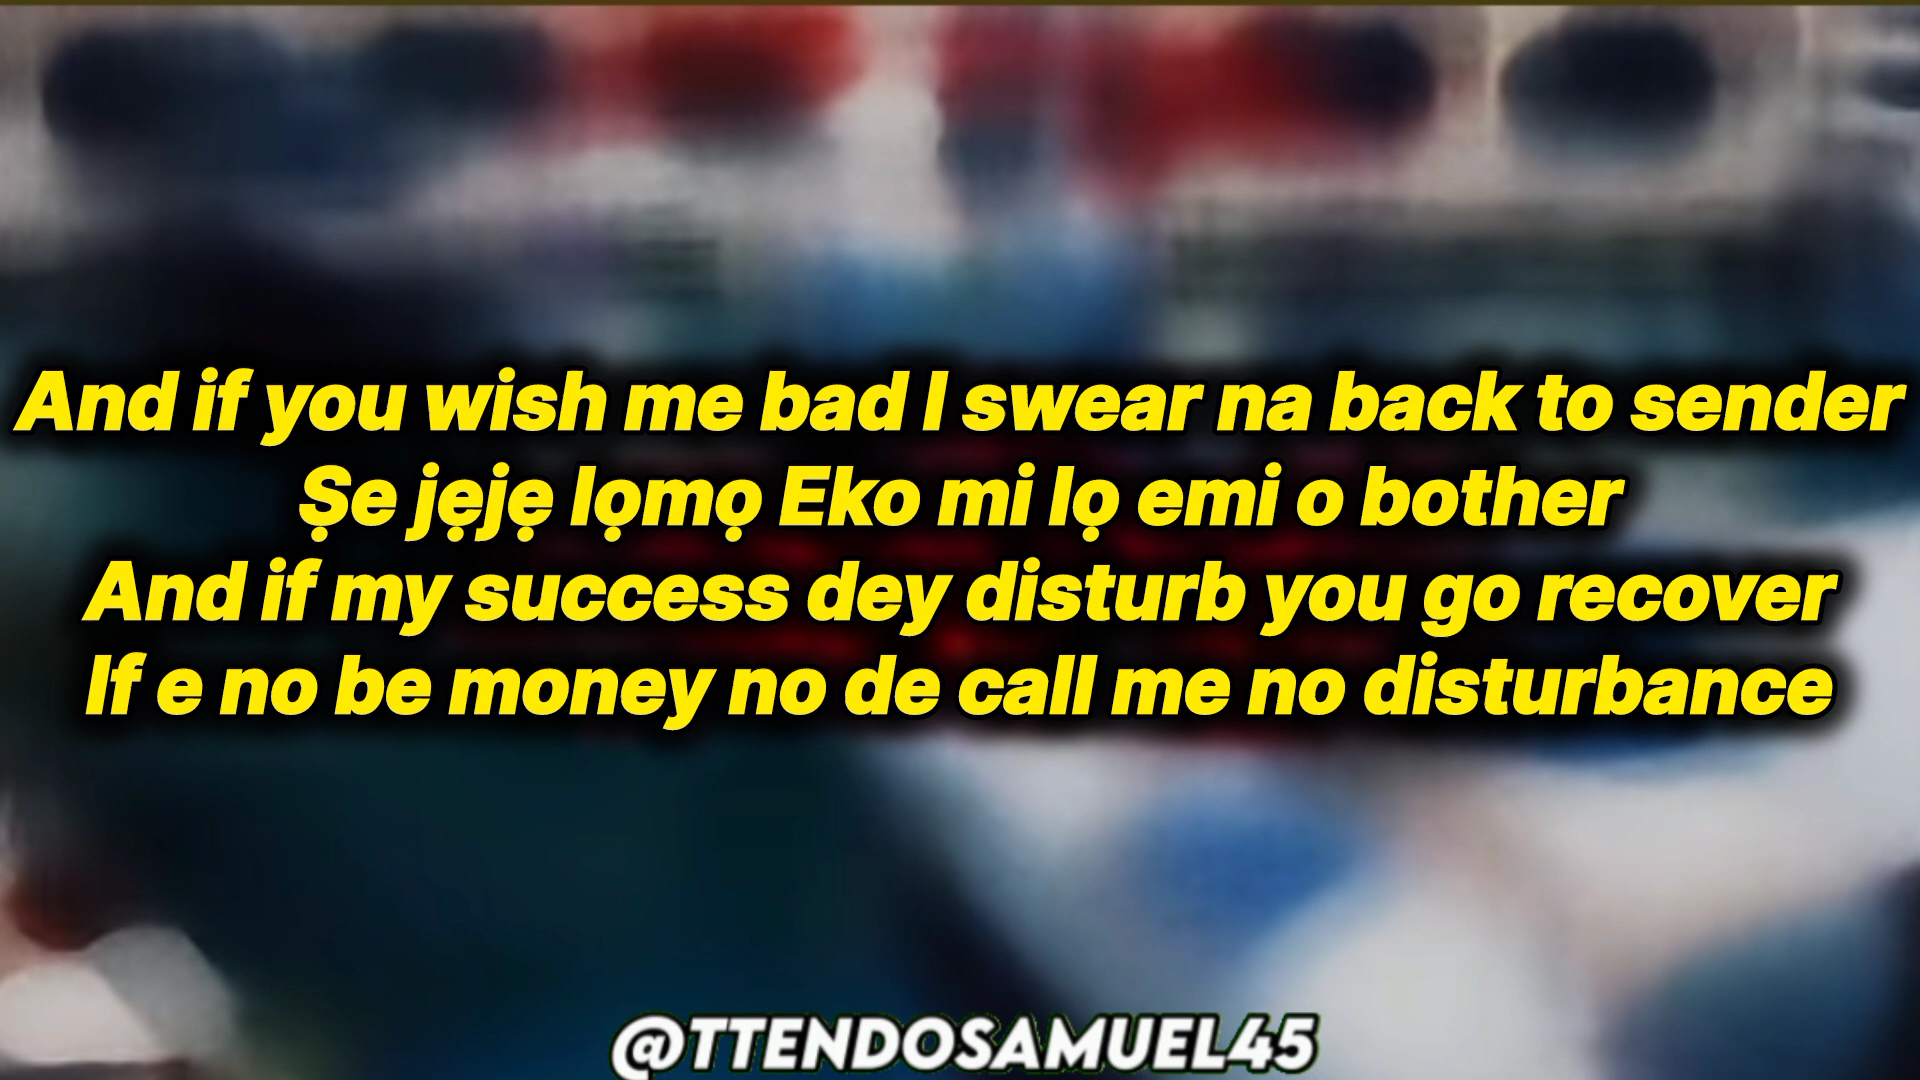 And if you wish me bad I swear na back to sender
Ṣe jẹjẹ lọmọ Eko mi lọ emi o bother
And if my success dey disturb you go recover
If e no be money no de call me no disturbance
@TTENDOSAMUEL45